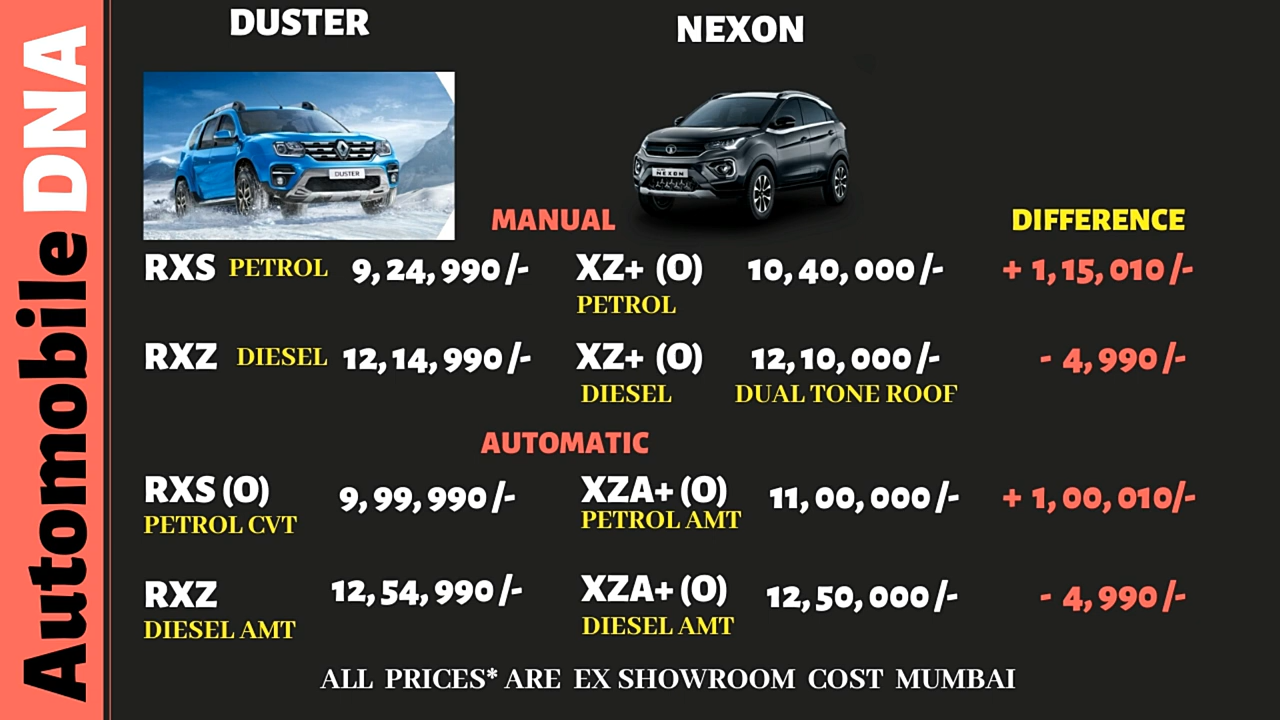 Automobile DNA
DUSTER
NEXON
DUSTER
NEXON
MANUAL
DIFFERENCE
RXS PETROL 9,24,990/- XZ+ (O) 10,40,000/- + 1,15,010/-
PETROL
RXZ DIESEL 12,14,990/- XZ+ (O) 12,10,000/- - 4,990/-
DIESEL DUAL TONE ROOF
AUTOMATIC
RXS (O) 9,99,990/- XZA+ (O) 11,00,000/- + 1,00,010/-
PETROL CVT PETROL AMT
RXZ 12,54,990/- XZA+ (O) 12,50,000/- - 4,990/-
DIESEL AMT DIESEL AMT
ALL PRICES* ARE EX SHOWROOM COST MUMBAI